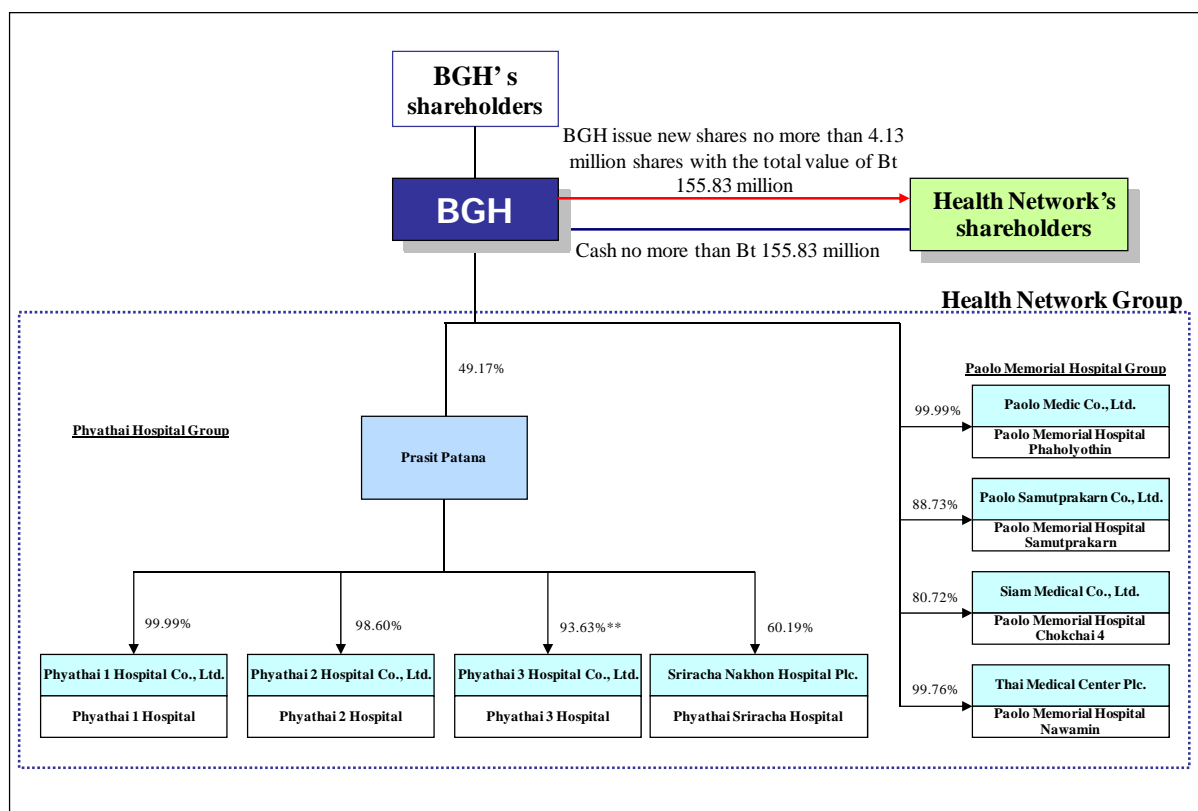 BGH' s
shareholders
BGH issue new shares no more than 4.13
million shares with the total value of Bt
155.83 million
BGH
Health Network's
shareholders
Cash no more than Bt 155.83 million
Health Network Group
49.17%
Phyathai Hospital Group
Prasit Patana
Paolo Memorial Hospital Group
99.99%
Paolo Medic Co., Ltd.
Paolo Memorial Hospital
Phaholyothin
88.73%
Paolo Samutprakarn Co., Ltd.
Paolo Memorial Hospital
Samutprakarn
80.72%
Siam Medical Co., Ltd.
Paolo Memorial Hospital
Chokchai 4
99.76%
Thai Medical Center Plc.
Paolo Memorial Hospital
Nawamin
99.99%
98.60%
93.63%**
60.19%
Phyathai 1 Hospital Co., Ltd.
Phyathai 1 Hospital
Phyathai 2 Hospital Co., Ltd.
Phyathai 2 Hospital
Phyathai 3 Hospital Co., Ltd.
Phyathai 3 Hospital
Sriracha Nakhon Hospital Plc.
Phyathai Sriracha Hospital